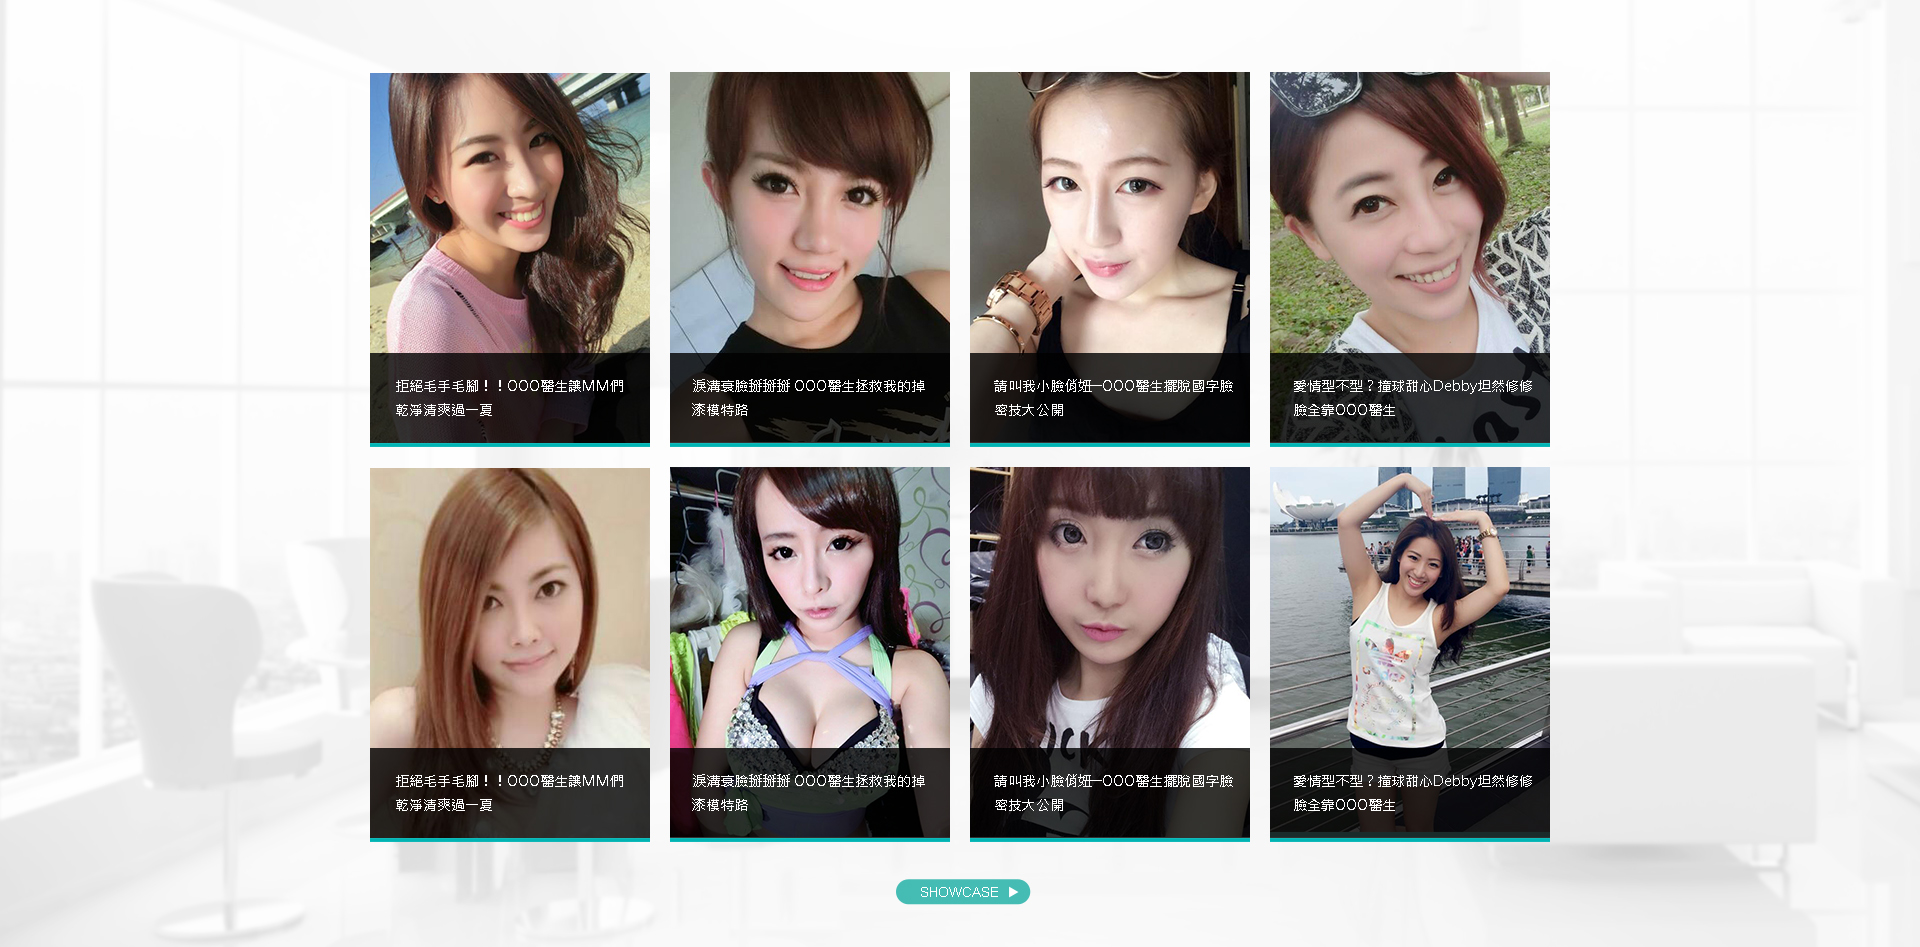 拒絕毛手毛腳！！OOO醫生讓MM們
乾淨清爽過一夏
淚溝衰臉掰掰掰 OOO醫生拯救我的掉
漆模特路
請叫我小臉俏妞─OOO醫生擺脫國字臉
密技大公開
愛情型不型？撞球甜心Debby坦然修修
臉全靠OOO醫生
拒絕毛手毛腳！！OOO醫生讓MM們
乾淨清爽過一夏
淚溝衰臉掰掰掰 OOO醫生拯救我的掉
漆模特路
請叫我小臉俏妞─OOO醫生擺脫國字臉
密技大公開
愛情型不型？撞球甜心Debby坦然修修
臉全靠OOO醫生
SHOWCASE